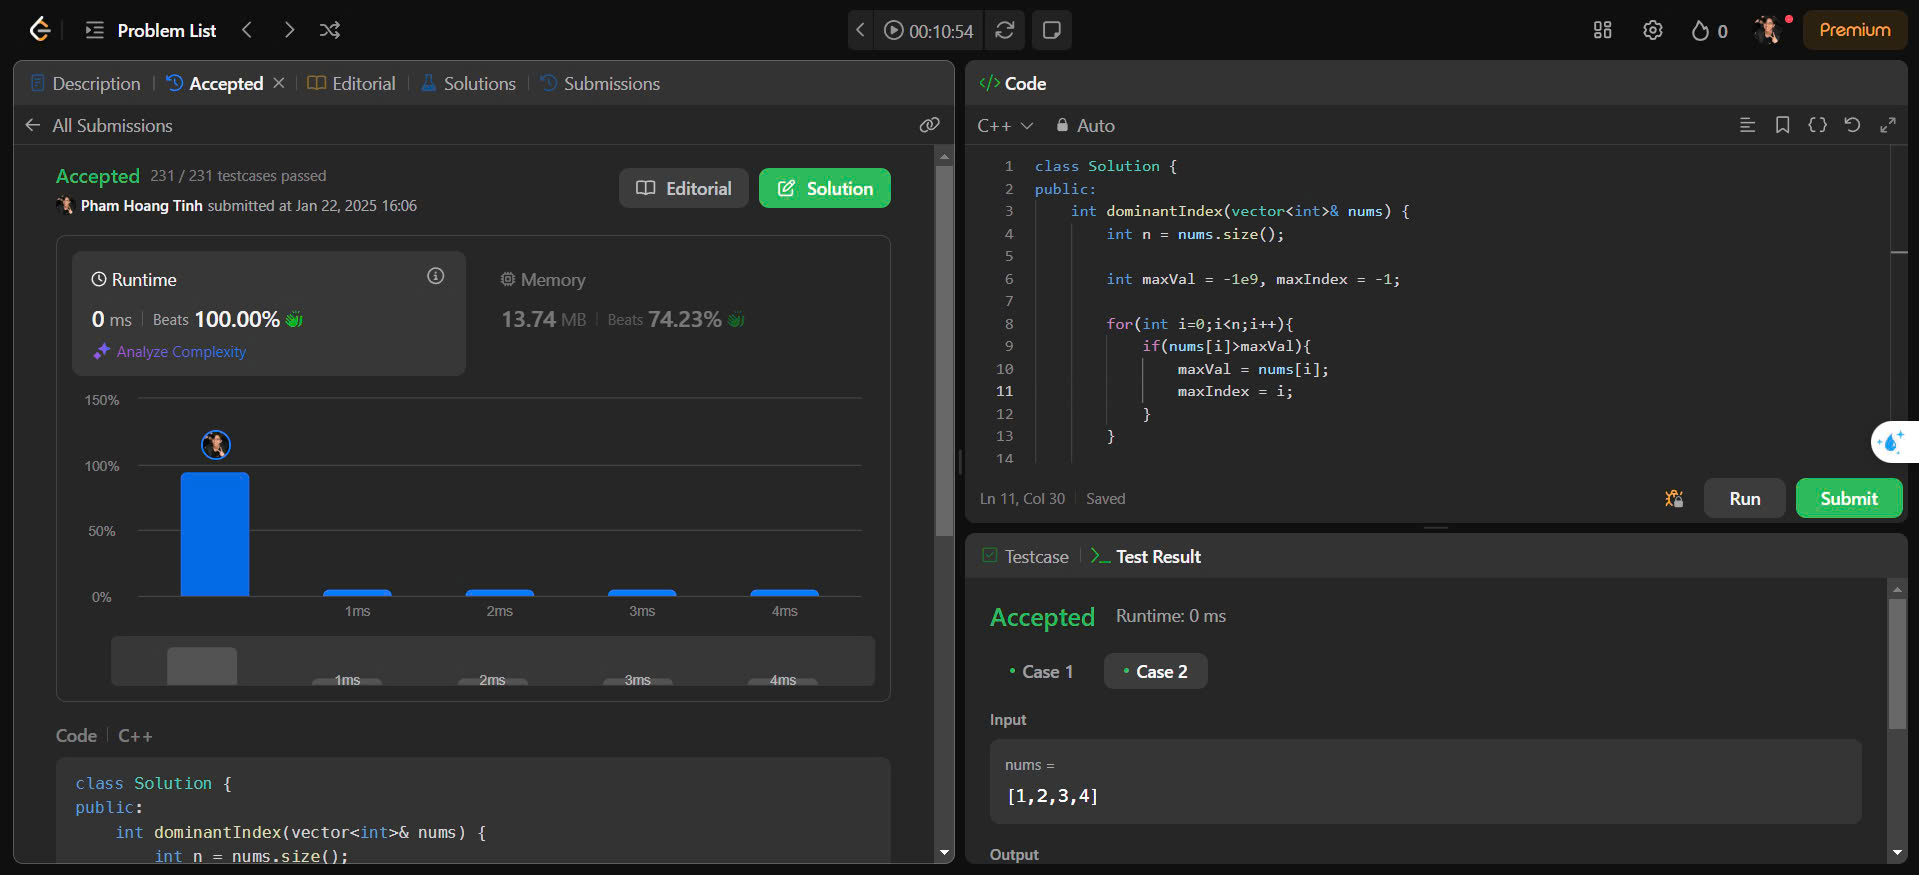 Problem List
00:10:54
0
Premium
Description
Accepted
Editorial
Solutions
Submissions
All Submissions
Accepted 231 / 231 testcases passed
Pham Hoang Tinh submitted at Jan 22, 2025 16:06
Editorial
Solution
Runtime
0 ms Beats 100.00%
Analyze Complexity
Memory
13.74 MB Beats 74.23%
150%
100%
50%
0%
1ms 2ms 3ms 4ms
1ms 2ms 3ms 4ms
Code C++
class Solution {
public:
int dominantIndex(vector<int>& nums) {
int n = nums.size();
</> Code
C++ Auto
1 class Solution {
2 public:
3 int dominantIndex(vector<int>& nums) {
4 int n = nums.size();
5
6 int maxVal = -1e9, maxIndex = -1;
7
8 for(int i=0;i<n;i++){
9 if(nums[i]>maxVal){
10 maxVal = nums[i];
11 maxIndex = i;
12 }
13 }
14
Ln 11, Col 30 Saved
Run
Submit
Testcase
>_ Test Result
Accepted Runtime: 0 ms
• Case 1
• Case 2
Input
nums =
[1,2,3,4]
Output